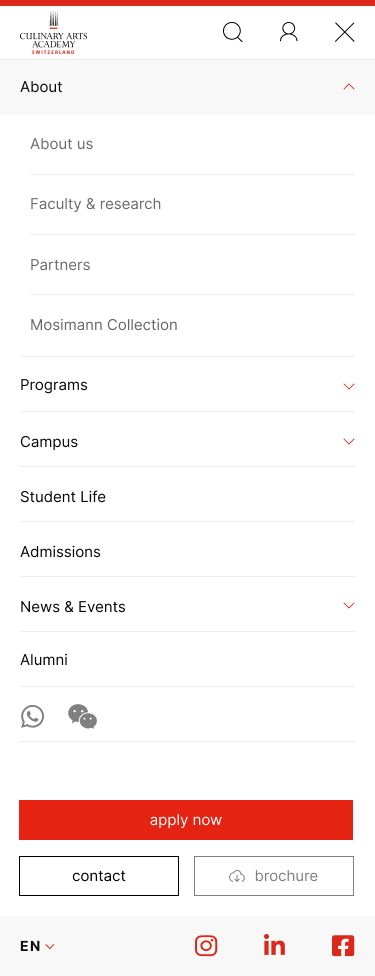 CULINARY ARTS
ACADEMY
SWITZERLAND
About
About us
Faculty & research
Partners
Mosimann Collection
Programs
Campus
Student Life
Admissions
News & Events
Alumni
apply now
contact
brochure
EN